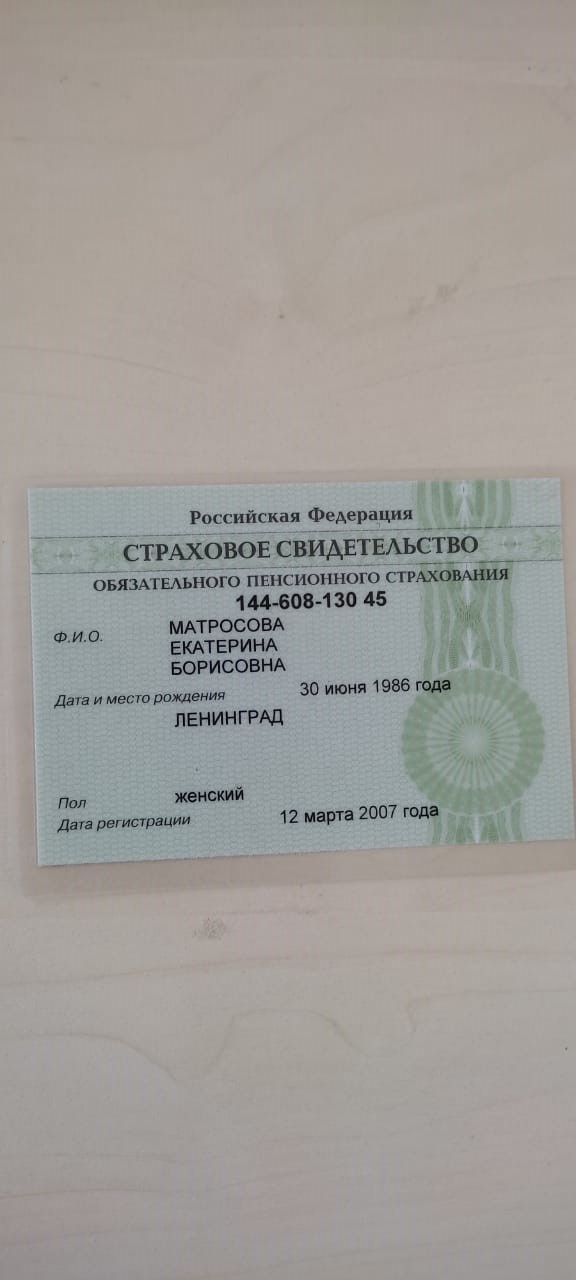 Российская Федерация
СТРАХОВОЕ СВИДЕТЕЛЬСТВО
ОБЯЗАТЕЛЬНОГО ПЕНСИОННОГО СТРАХОВАНИЯ
144-608-130 45
Ф.И.О. МАТРОСОВА
ЕКАТЕРИНА
БОРИСОВНА
Дата и место рождения 30 июня 1986 года
ЛЕНИНГРАД
Пол женский
Дата регистрации 12 марта 2007 года